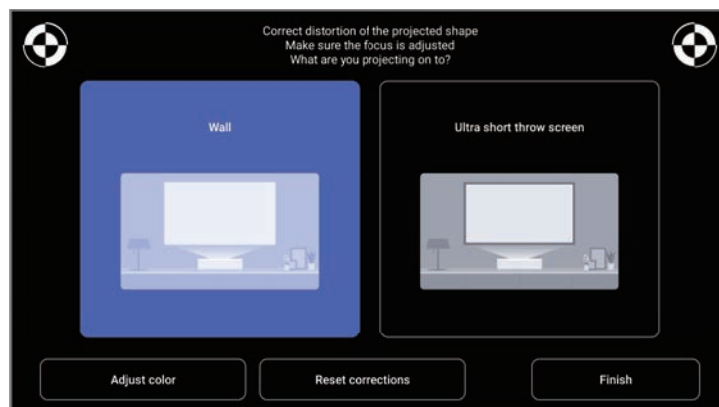 Correct distortion of the projected shape
Make sure the focus is adjusted
What are you projecting on to?
Wall
Ultra short throw screen
Adjust color
Reset corrections
Finish